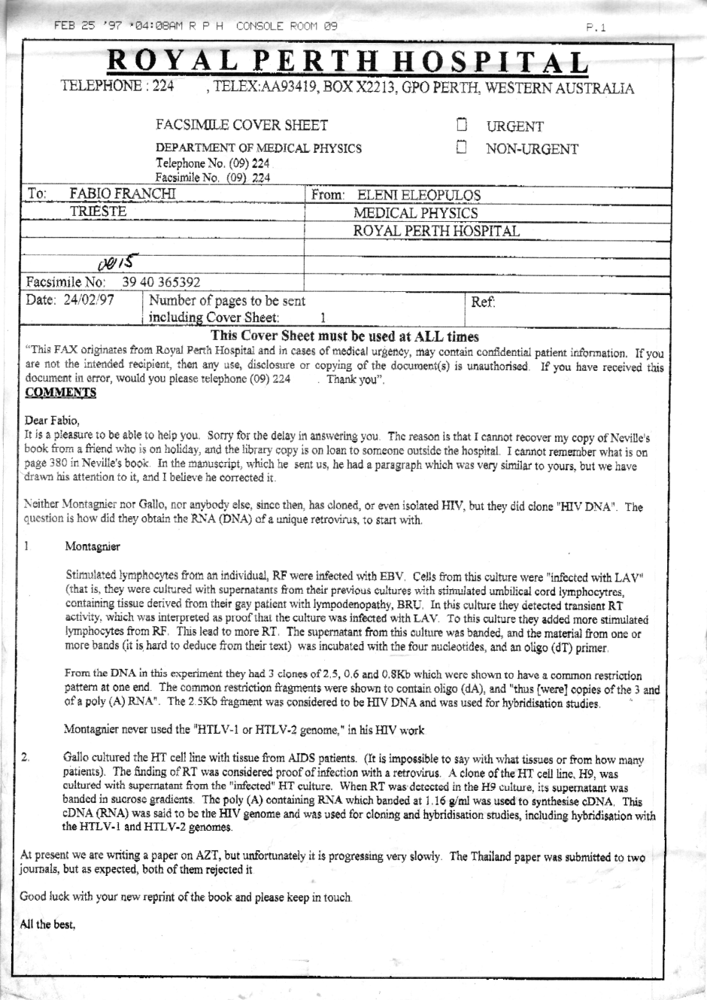 FEB 25 '97 *04:08AM R P H CONSOLE ROOM 09 P.1
ROYAL PERTH HOSPITAL
TELEPHONE : 224 , TELEX:AA93419, BOX X2213, GPO PERTH, WESTERN AUSTRALIA
FACSIMILE COVER SHEET URGENT
DEPARTMENT OF MEDICAL PHYSICS NON-URGENT
Telephone No. (09) 224
Facsimile No. (09) 224
To: FABIO FRANCHI From: ELENI ELEOPULOS
TRIESTE MEDICAL PHYSICS
ROYAL PERTH HOSPITAL
0015
Facsimile No: 39 40 365392
Date: 24/02/97 Number of pages to be sent Ref:
including Cover Sheet: 1
This Cover Sheet must be used at ALL times
"This FAX originates from Royal Perth Hospital and in cases of medical urgency, may contain confidential patient information. If you
are not the intended recipient, then any use, disclosure or copying of the document(s) is unauthorised. If you have received this
document in error, would you please telephone (09) 224 . Thank you".
COMMENTS
Dear Fabio,
It is a pleasure to be able to help you. Sorry for the delay in answering you. The reason is that I cannot recover my copy of Neville's
book from a friend who is on holiday, and the library copy is on loan to someone outside the hospital. I cannot remember what is on
page 380 in Neville's book. In the manuscript, which he sent us, he had a paragraph which was very similar to yours, but we have
drawn his attention to it, and I believe he corrected it.
Neither Montagnier nor Gallo, nor anybody else, since then, has cloned, or even isolated HIV, but they did clone "HIV DNA". The
question is how did they obtain the RNA (DNA) of a unique retrovirus, to start with.
1 Montagnier
Stimulated lymphocytes from an individual, RF were infected with EBV. Cells from this culture were "infected with LAV"
(that is, they were cultured with supernatants from their previous cultures with stimulated umbilical cord lymphocytres,
containing tissue derived from their gay patient with lympodenopathy, BRU. In this culture they detected transient RT
activity, which was interpreted as proof that the culture was infected with LAV. To this culture they added more stimulated
lymphocytes from RF. This lead to more RT. The supernatant from this culture was banded, and the material from one or
more bands (it is hard to deduce from their text) was incubated with the four nucleotides, and an oligo (dT) primer.
From the DNA in this experiment they had 3 clones of 2.5, 0.6 and 0.8Kb which were shown to have a common restriction
pattern at one end. The common restriction fragments were shown to contain oligo (dA), and "thus [were] copies of the 3 and
of a poly (A) RNA". The 2.5Kb fragment was considered to be HIV DNA and was used for hybridisation studies.
Montagnier never used the "HTLV-1 or HTLV-2 genome," in his HIV work
2. Gallo cultured the HT cell line with tissue from AIDS patients. (It is impossible to say with what tissues or from how many
patients). The finding of RT was considered proof of infection with a retrovirus. A clone of the HT cell line, H9, was
cultured with supernatant from the "infected" HT culture. When RT was detected in the H9 culture, its supernatant was
banded in sucrose gradients. The poly (A) containing RNA which banded at 1.16 g/ml was used to synthesise cDNA. This
cDNA (RNA) was said to be the HIV genome and was used for cloning and hybridisation studies, including hybridisation with
the HTLV-1 and HTLV-2 genomes.
At present we are writing a paper on AZT, but unfortunately it is progressing very slowly. The Thailand paper was submitted to two
journals, but as expected, both of them rejected it
Good luck with your new reprint of the book and please keep in touch.
All the best,